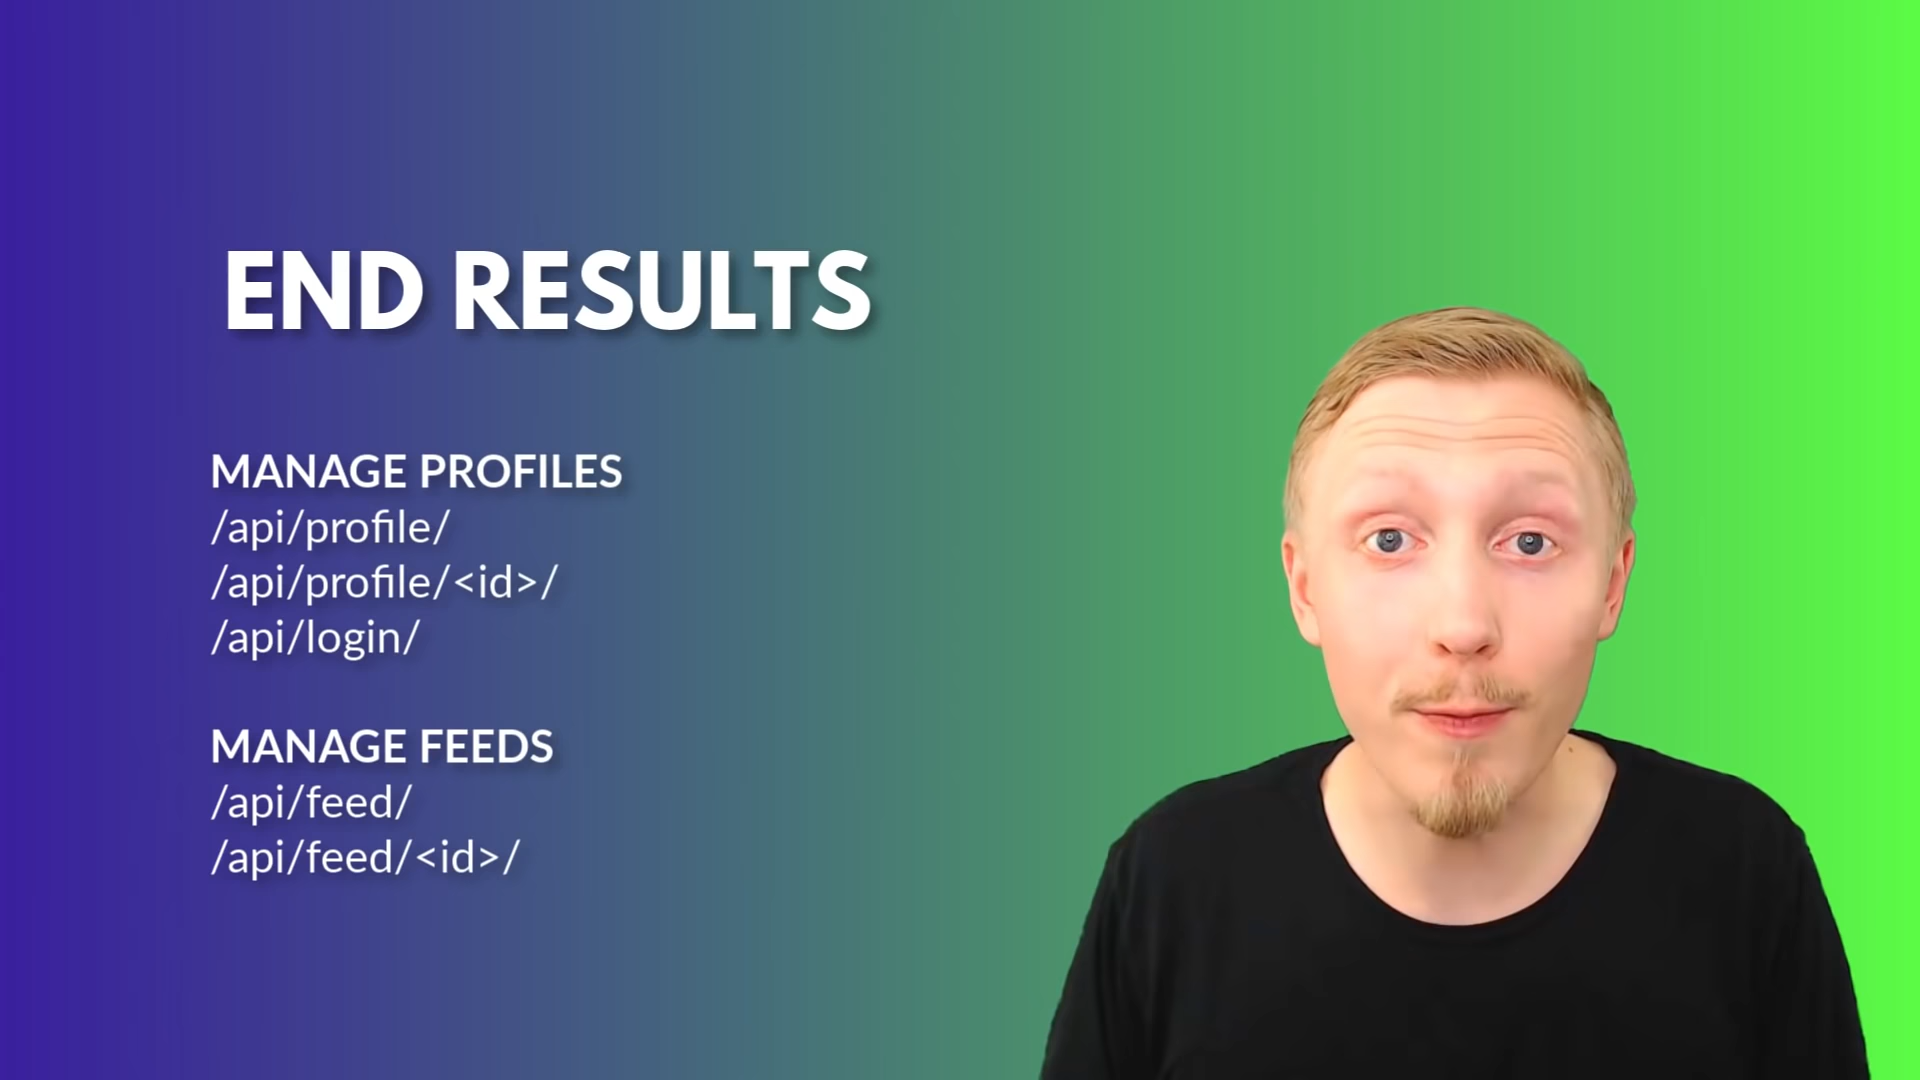 END RESULTS
MANAGE PROFILES
/api/profile/
/api/profile/<id>/
/api/login/
MANAGE FEEDS
/api/feed/
/api/feed/<id>/